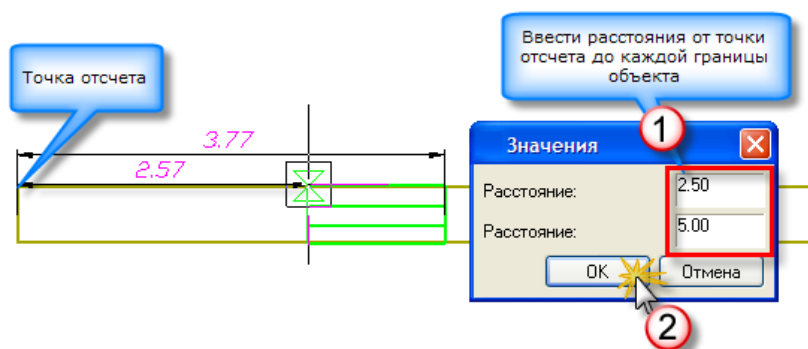 Ввести расстояния от точки
отсчета до каждой границы
объекта
Точка отсчета
1
3.77
2.57
Значения
Расстояние:
2.50
Расстояние:
5.00
OK
Отмена
2